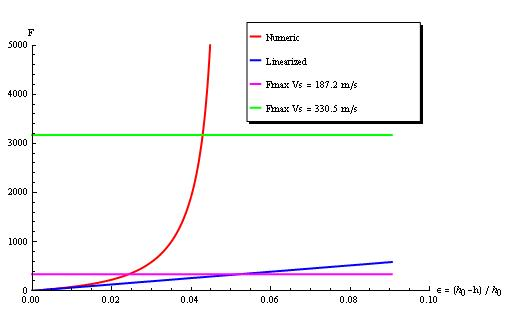 F
Numeric
Linearized
Fmax Vs = 187.2 m/s
Fmax Vs = 330.5 m/s
5000
4000
3000
2000
1000
0
0.00 0.02 0.04 0.06 0.08 0.10
ϵ = (h0 -h) / h0